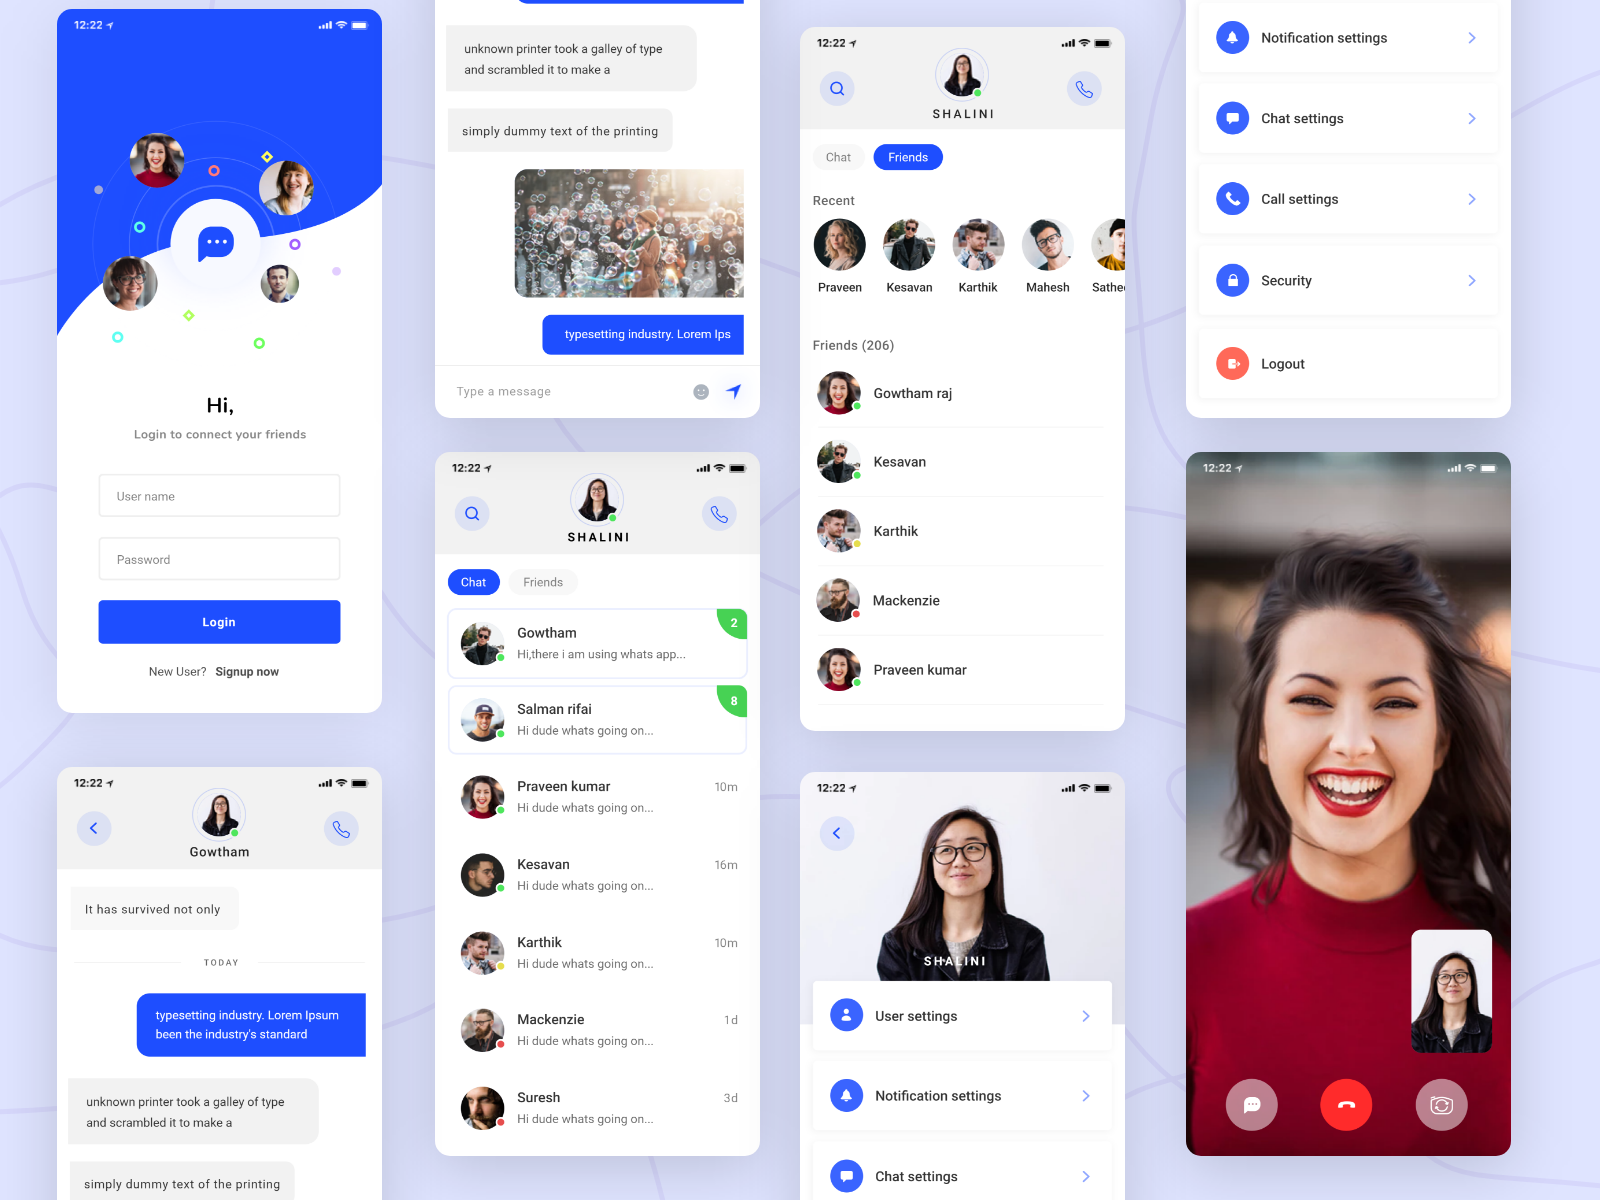 12:22
Hi,
Login to connect your friends
User name
Password
Login
New User? Signup now
12:22
Gowtham
It has survived not only
TODAY
typesetting industry. Lorem Ipsum
been the industry's standard
unknown printer took a galley of type
and scrambled it to make a
simply dummy text of the printing
unknown printer took a galley of type
and scrambled it to make a
simply dummy text of the printing
typesetting industry. Lorem Ips
Type a message
12:22
SHALINI
Chat
Friends
Gowtham
2
Hi,there i am using whats app...
Salman rifai
8
Hi dude whats going on...
Praveen kumar
10m
Hi dude whats going on...
Kesavan
16m
Hi dude whats going on...
Karthik
10m
Hi dude whats going on...
Mackenzie
1d
Hi dude whats going on...
Suresh
3d
Hi dude whats going on...
12:22
SHALINI
Chat
Friends
Recent
Praveen
Kesavan
Karthik
Mahesh
Sathee
Friends (206)
Gowtham raj
Kesavan
Karthik
Mackenzie
Praveen kumar
12:22
SHALINI
User settings
Notification settings
Chat settings
Notification settings
Chat settings
Call settings
Security
Logout
12:22